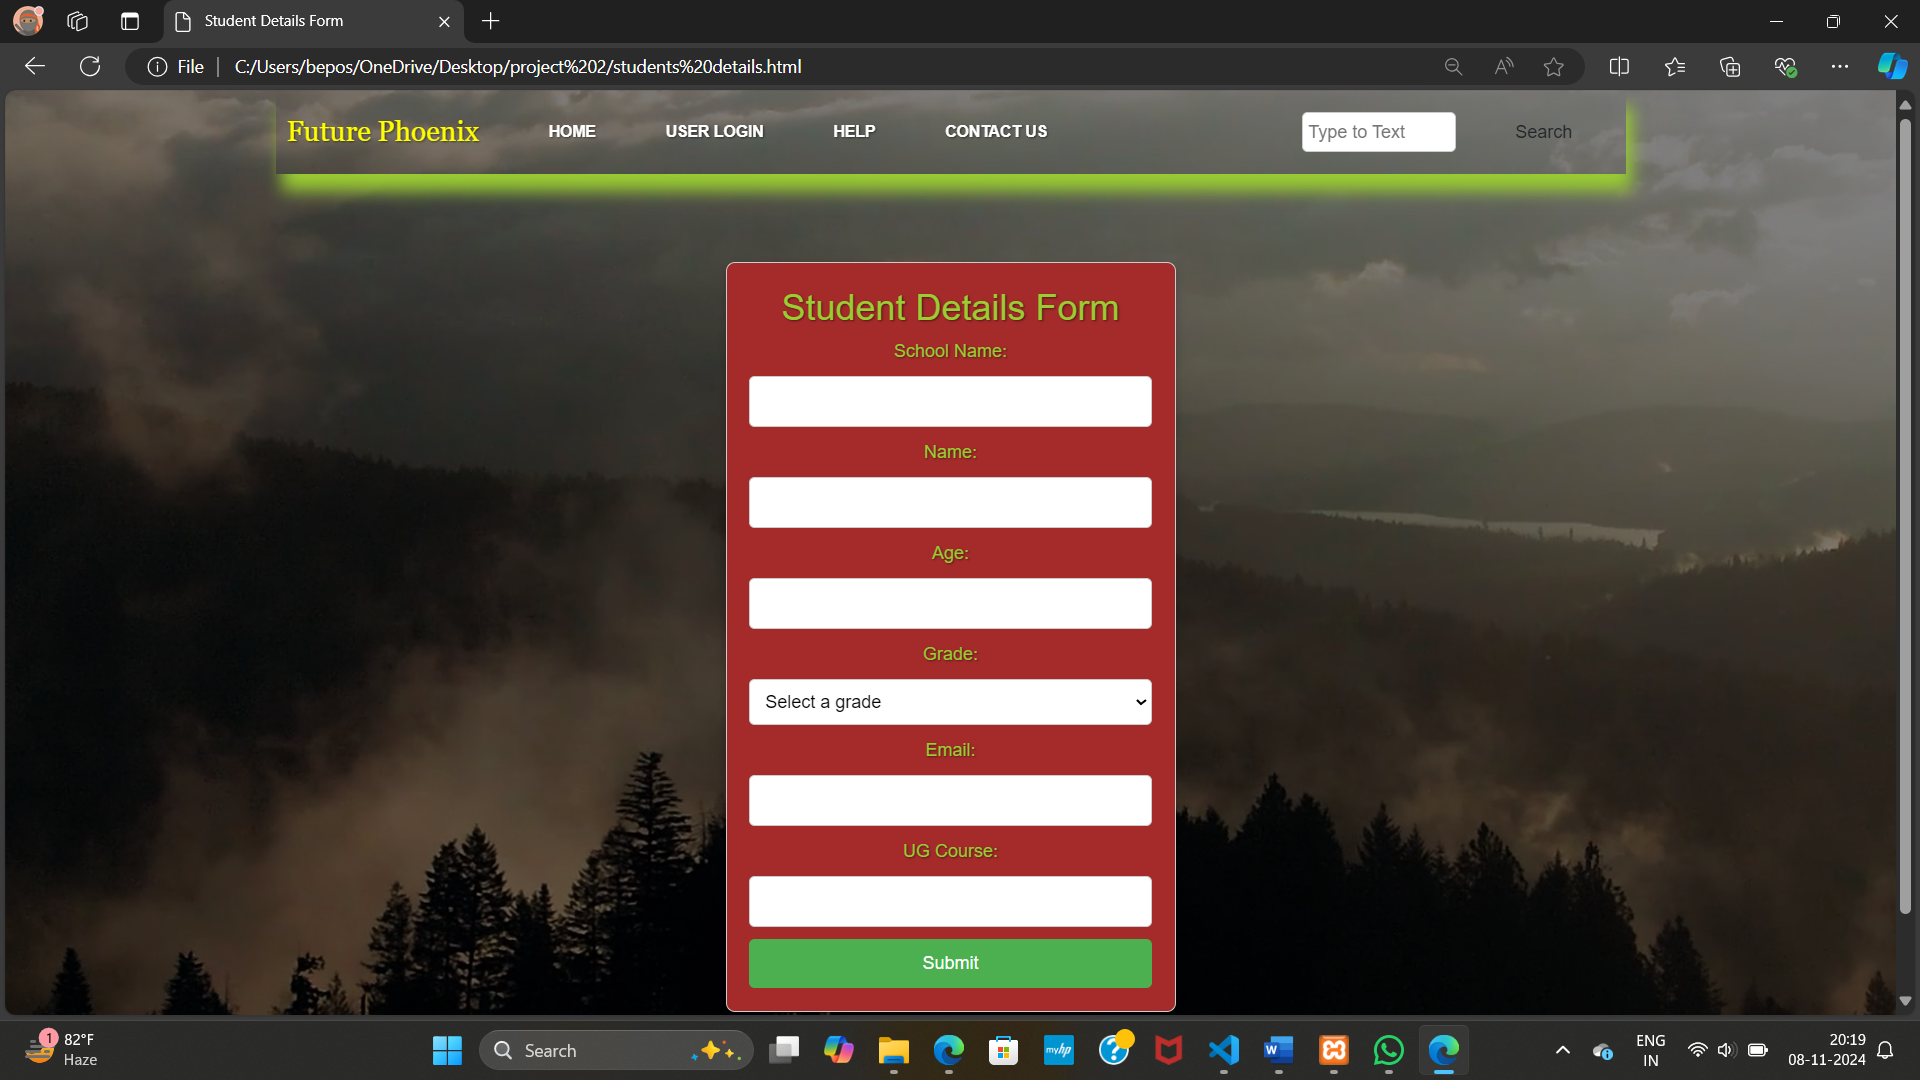 Student Details Form
File
C:/Users/bepos/OneDrive/Desktop/project%202/students%20details.html
Future Phoenix HOME USER LOGIN HELP CONTACT US Type to Text Search
Student Details Form
School Name:
Name:
Age:
Grade:
Select a grade
Email:
UG Course:
Submit
1
82°F
Haze
Search
myhp
W
ENG
IN
20:19
08-11-2024